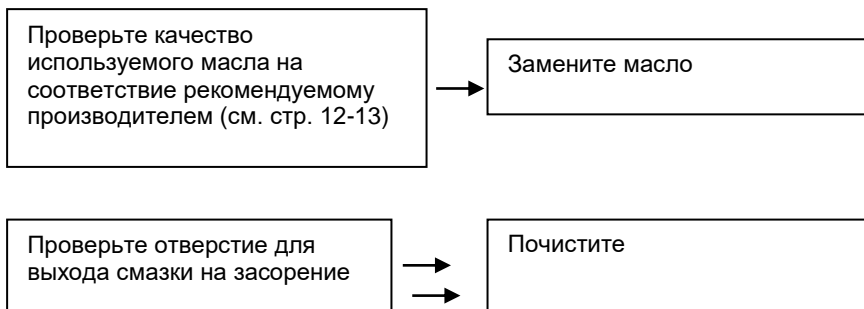 Проверьте качество
используемого масла на
соответствие рекомендуемому
производителем (см. стр. 12-13)
Замените масло
Проверьте отверстие для
выхода смазки на засорение
Почистите